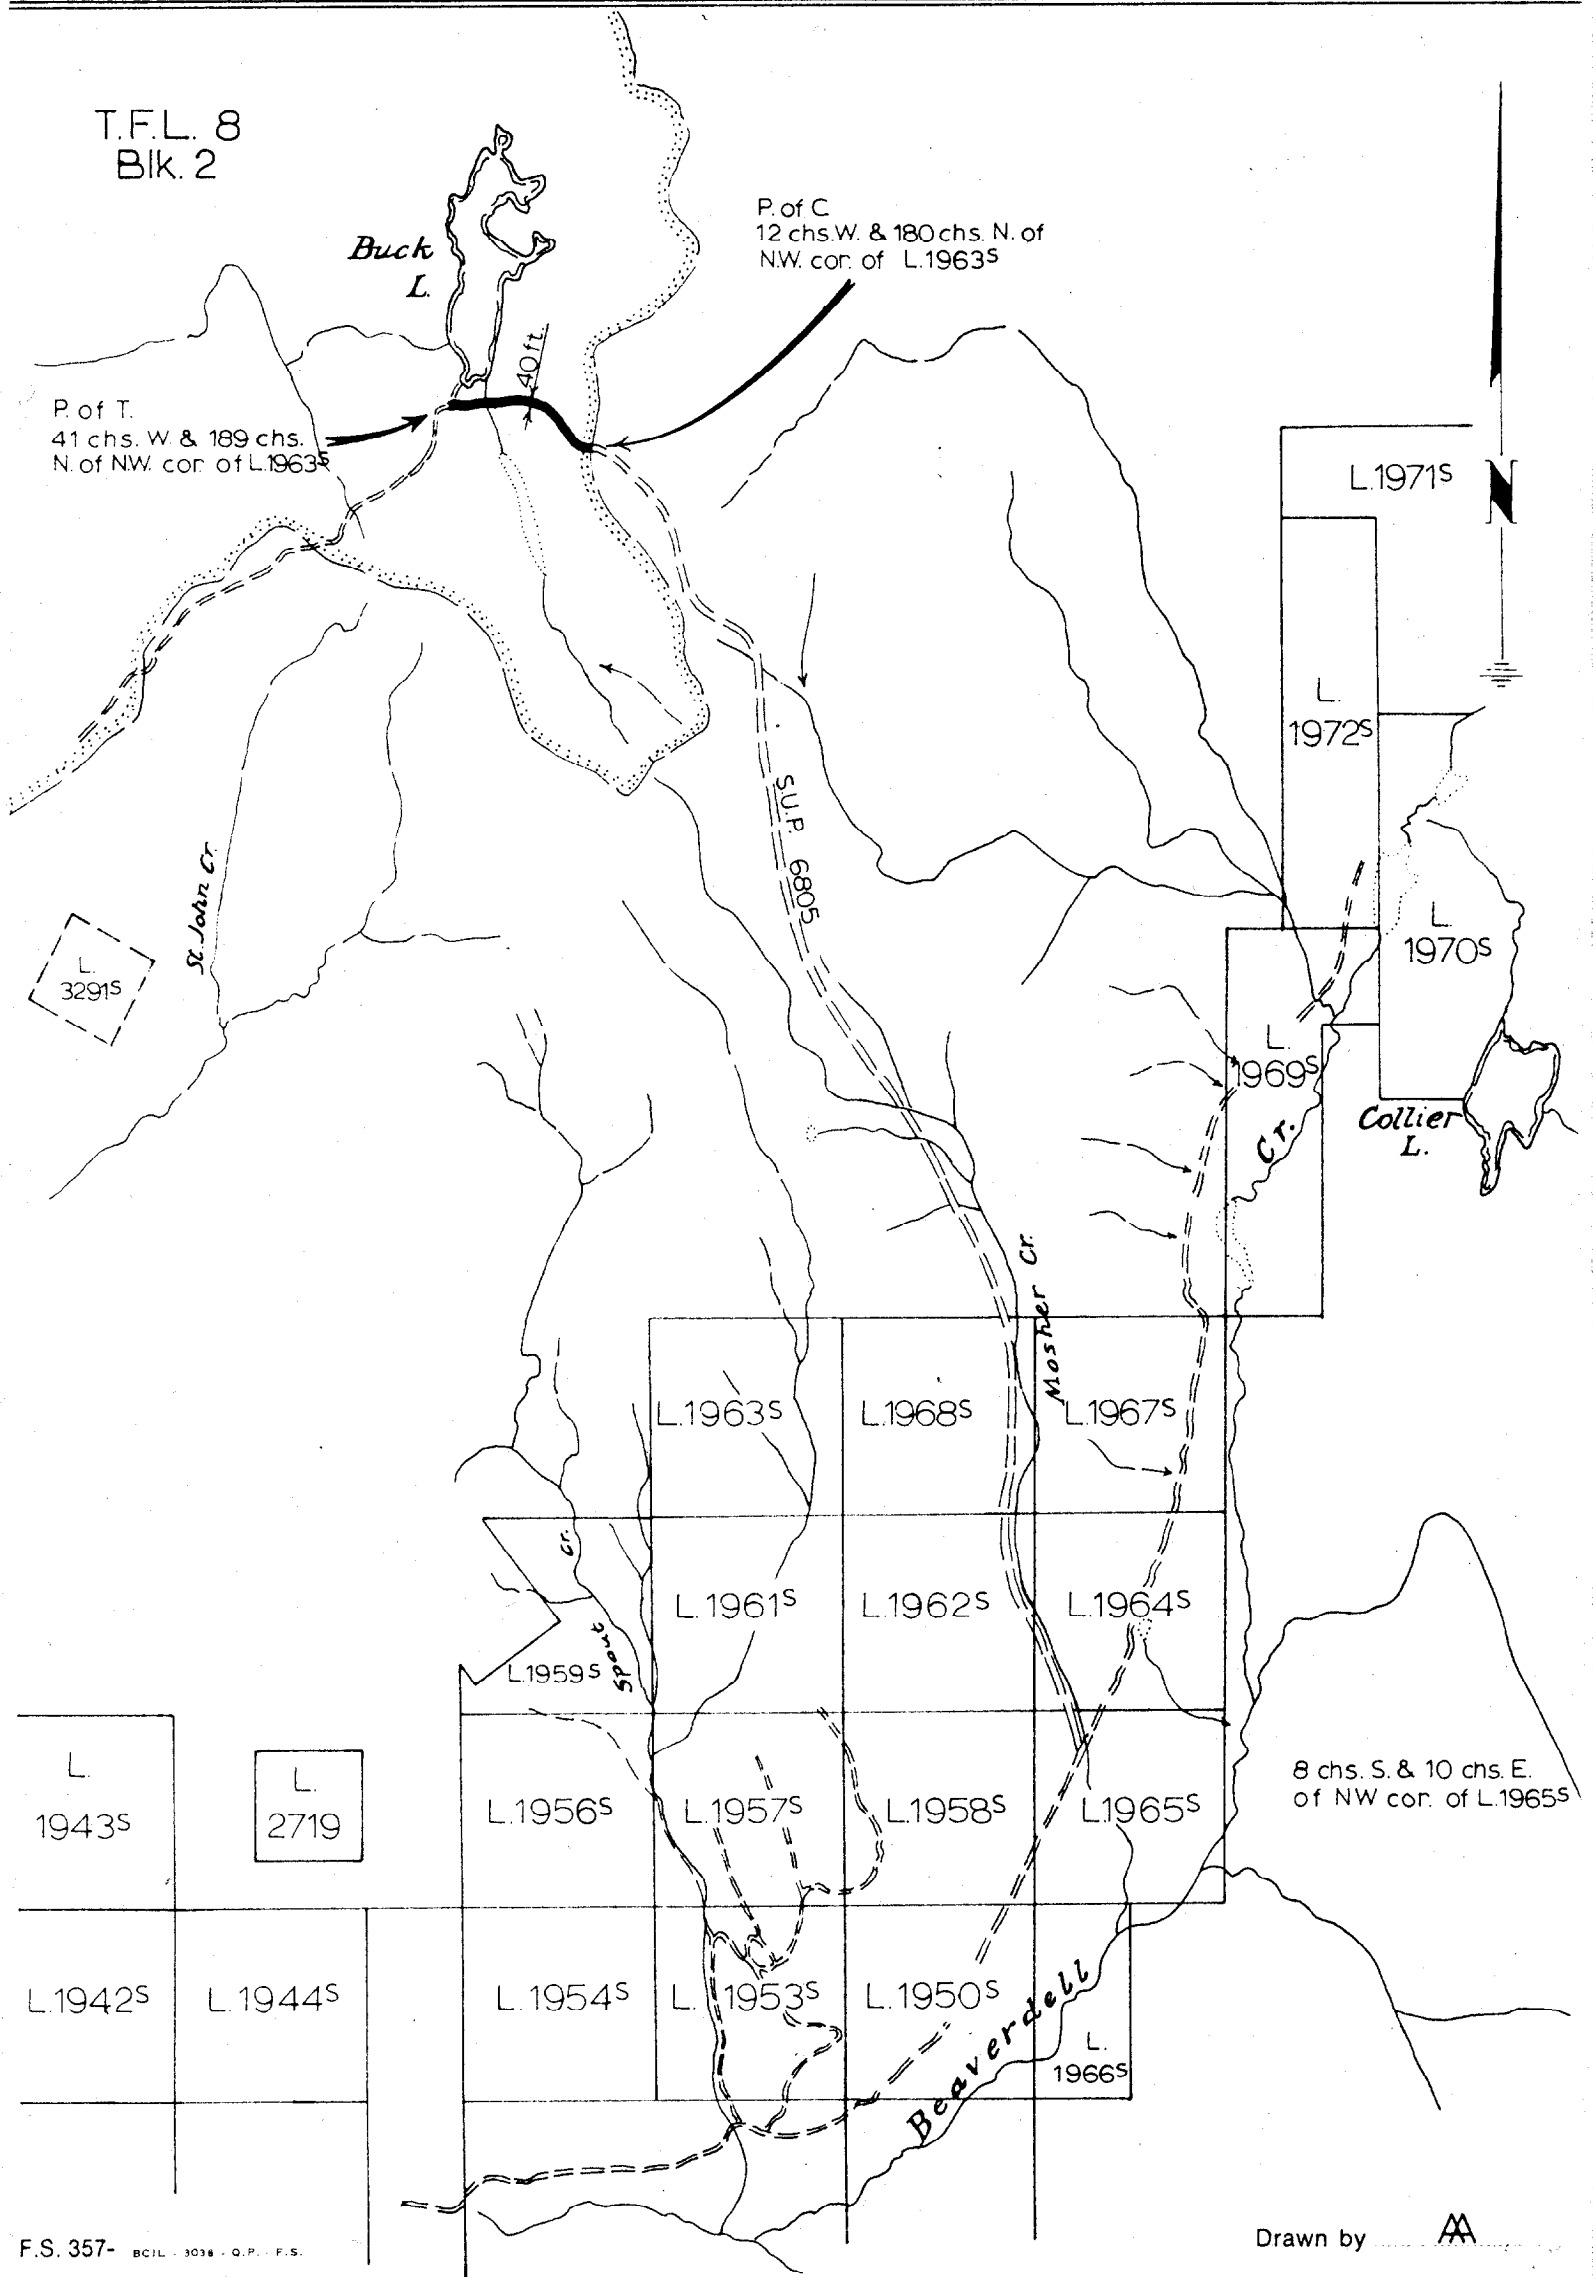 T.F.L. 8
Blk. 2
Buck
L.
P. of C
12 chs. W. & 180 chs. N. of
N.W. cor. of L.1963S
40 ft.
P. of T.
41 chs. W. & 189 chs.
N. of N.W. cor. of L.1963S
L.1971S
N
L.
1972S
S.U.P. 6805
St. John Cr.
L.
3291S
L.
1970S
L.
1969S
Cr.
Collier
L.
Mosher Cr.
L.1963S
L.1968S
L.1967S
Cr.
L.1961S
L.1962S
L.1964S
Spout
L.1959S
L.
1943S
L.
2719
L.1956S
L.1957S
L.1958S
L.1965S
8 chs. S. & 10 chs. E.
of NW cor. of L.1965S
L.1942S
L.1944S
L.1954S
L. 1953S
L.1950S
Beaverdell
L.
1966S
F.S. 357- BCIL - 3038 - Q.P. - F.S.
Drawn by AA